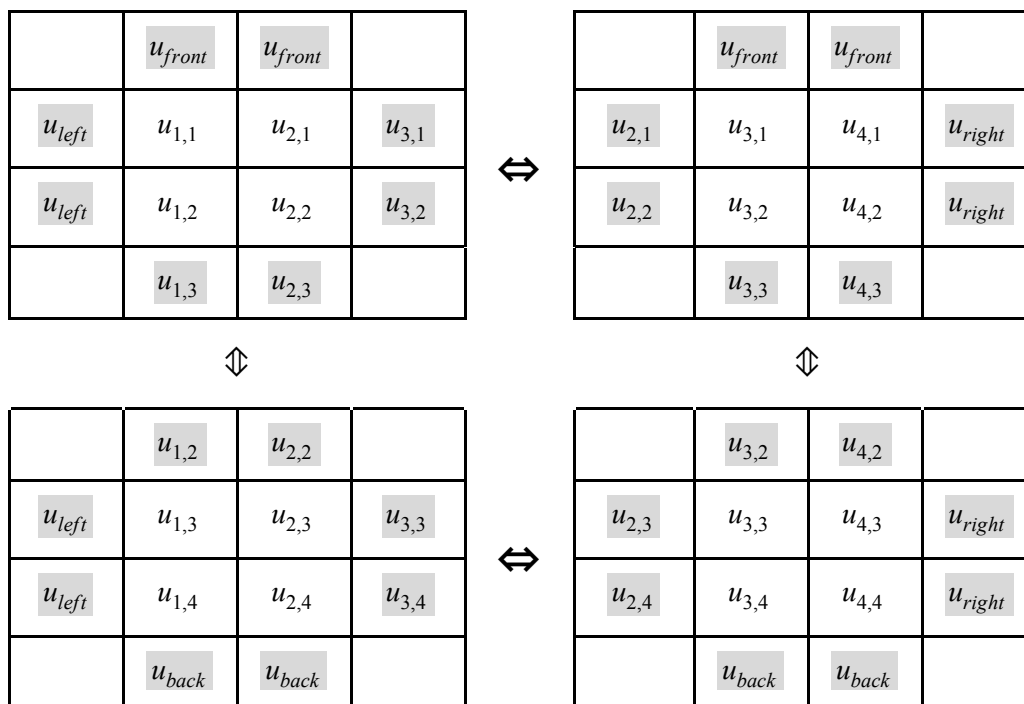 u_front u_front u_front u_front
u_left u_1,1 u_2,1 u_3,1 ⇔ u_2,1 u_3,1 u_4,1 u_right
u_left u_1,2 u_2,2 u_3,2 u_2,2 u_3,2 u_4,2 u_right
u_1,3 u_2,3 u_3,3 u_4,3
⇕ ⇕
u_1,2 u_2,2 u_3,2 u_4,2
u_left u_1,3 u_2,3 u_3,3 ⇔ u_2,3 u_3,3 u_4,3 u_right
u_left u_1,4 u_2,4 u_3,4 u_2,4 u_3,4 u_4,4 u_right
u_back u_back u_back u_back